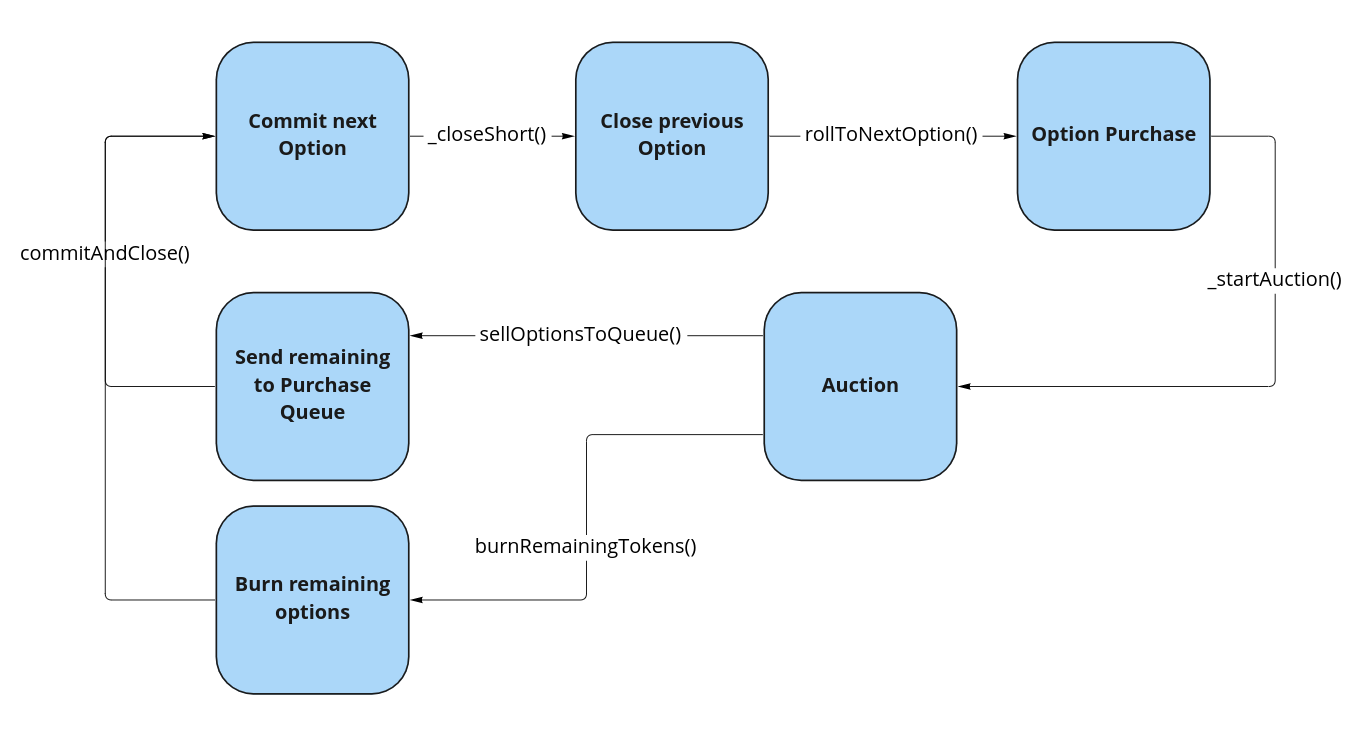 Commit next
Option
_closeShort()
Close previous
Option
rollToNextOption()
Option Purchase
commitAndClose()
_startAuction()
Send remaining
to Purchase
Queue
sellOptionsToQueue()
Auction
burnRemainingTokens()
Burn remaining
options